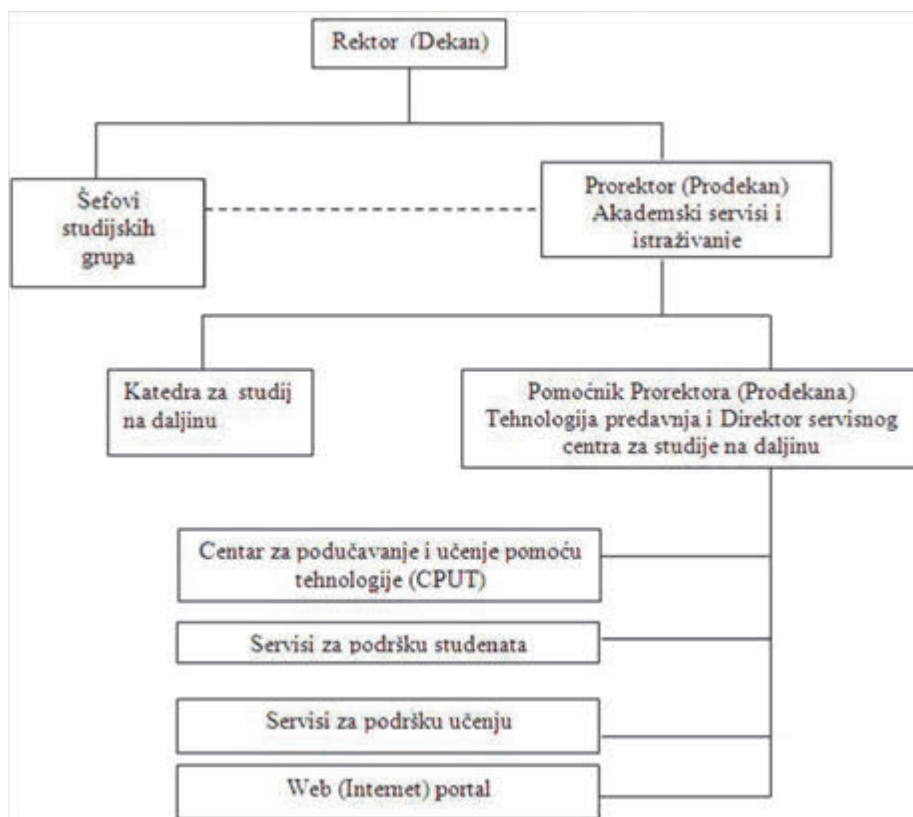 Rektor (Dekan)
Šefovi
studijskih
grupa
Prorektor (Prodekan)
Akademski servisi i
istraživanje
Katedra za studij
na daljinu
Pomoćnik Prorektora (Prodekana)
Tehnologija predavnja i Direktor servisnog
centra za studije na daljinu
Centar za podučavanje i učenje pomoću
tehnologije (CPUT)
Servisi za podršku studenata
Servisi za podršku učenju
Web (Internet) portal